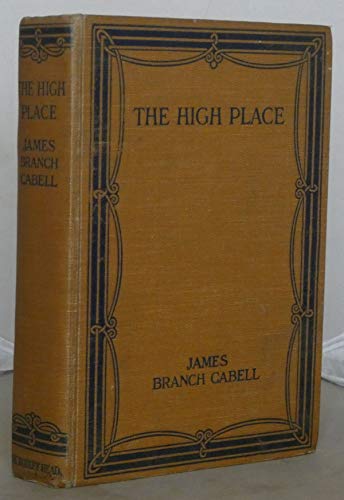 THE HIGH
PLACE
JAMES
BRANCH
CABELL
THE HIGH PLACE
JAMES
BRANCH CABELL